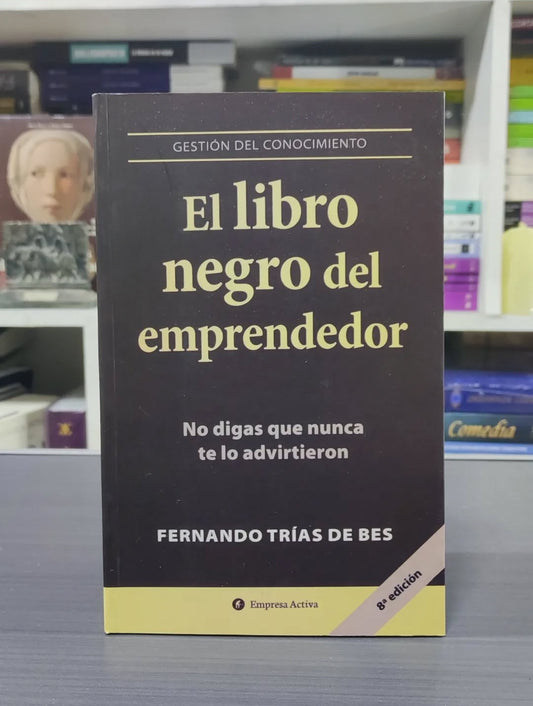 GESTIÓN DEL CONOCIMIENTO
El libro
negro del
emprendedor
No digas que nunca
te lo advirtieron
FERNANDO TRÍAS DE BES
8ª edición
Empresa Activa
Comedia